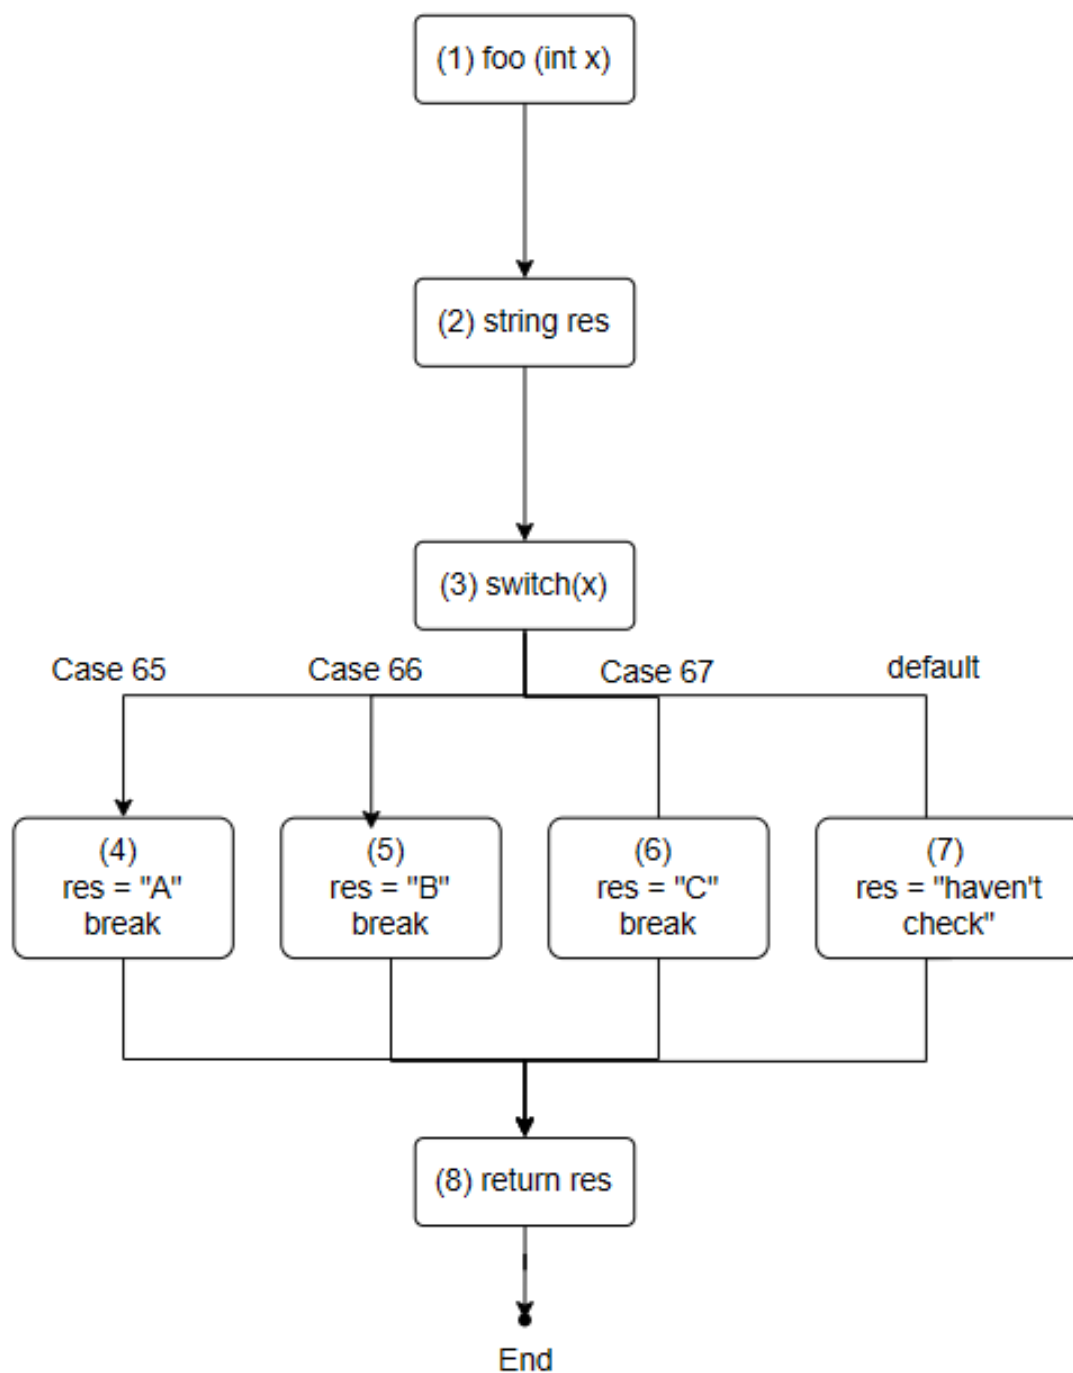 (1) foo (int x)
(2) string res
(3) switch(x)
Case 65
Case 66
Case 67
default
(4)
res = "A"
break
(5)
res = "B"
break
(6)
res = "C"
break
(7)
res = "haven't
check"
(8) return res
End